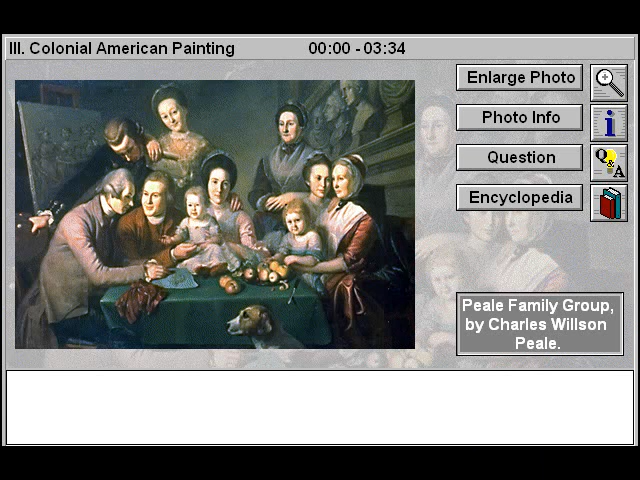 III. Colonial American Painting 00:00 - 03:34
Enlarge Photo
Photo Info
i
Question
Q & A
Encyclopedia
Peale Family Group,
by Charles Willson
Peale.